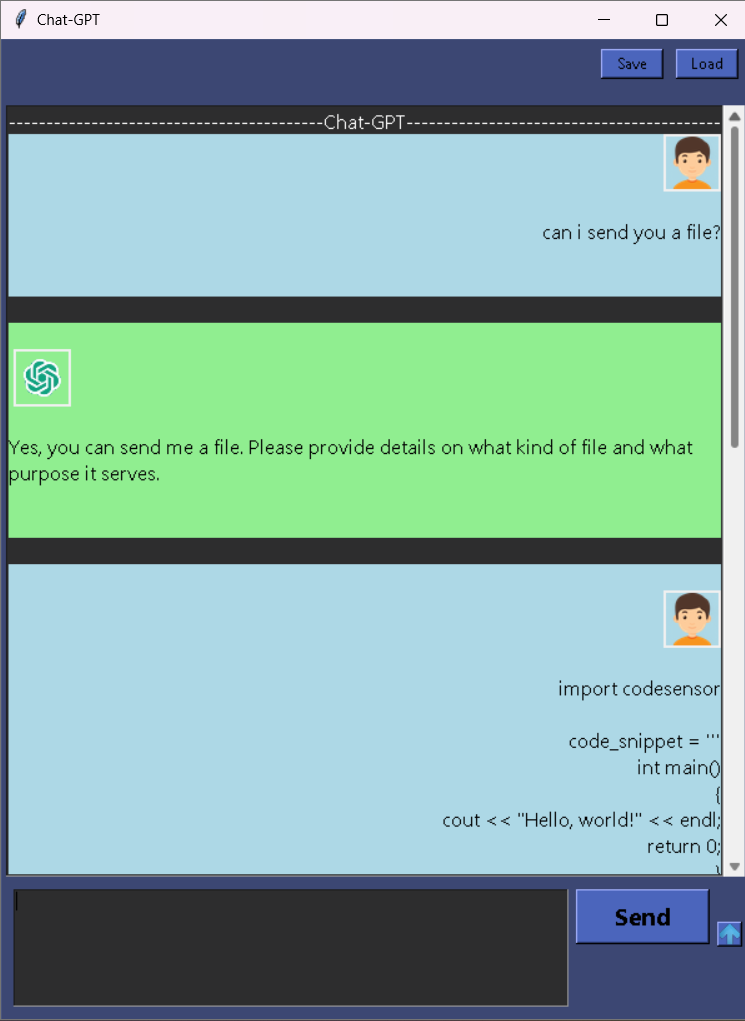 Chat-GPT
Save Load
------------------------------------------Chat-GPT------------------------------------------
can i send you a file?
Yes, you can send me a file. Please provide details on what kind of file and what
purpose it serves.
import codesensor
code_snippet = '''
int main()
{
cout << "Hello, world!" << endl;
return 0;
}
Send